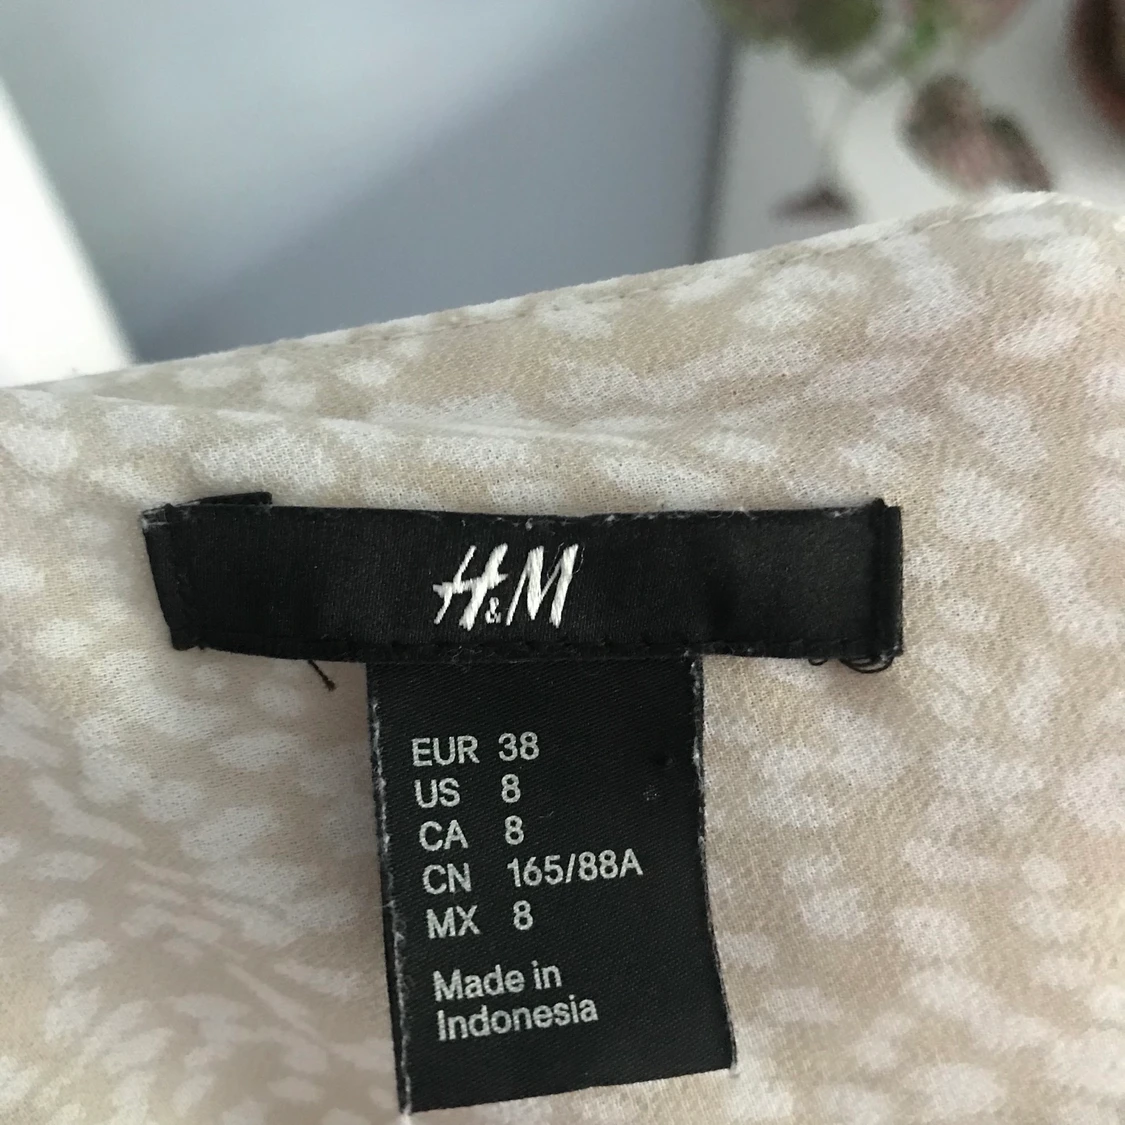 H&M
EUR 38
US 8
CA 8
CN 165/88A
MX 8
Made in
Indonesia